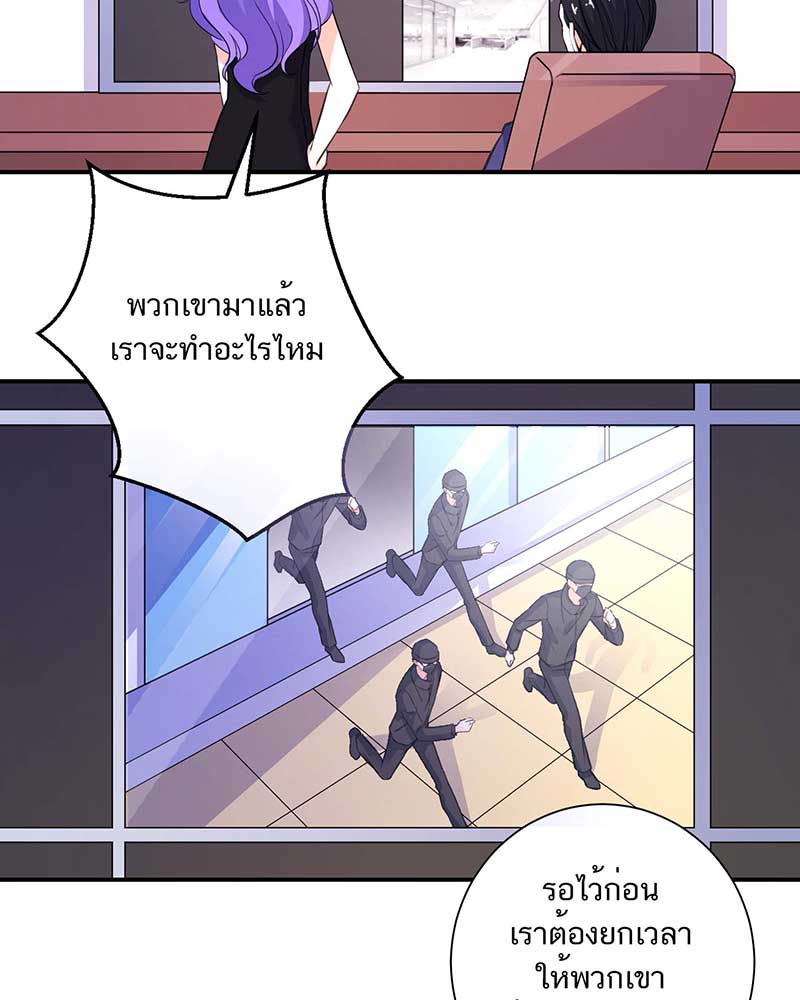 พวกเขามาแล้ว
เราจะทำอะไรไหม
รอไว้ก่อน
เราต้องยกเวลา
ให้พวกเขา